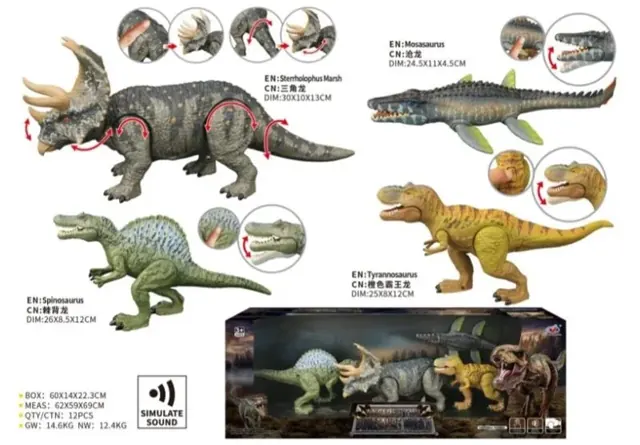 EN: Sterrholophus Marsh
CN: 三角龙
DIM:30X10X13CM
EN: Mosasaurus
CN: 沧龙
DIM:24.5X11X4.5CM
EN: Tyrannosaurus
CN: 橙色霸王龙
DIM:25X8X12CM
EN: Spinosaurus
CN: 棘背龙
DIM:26X8.5X12CM
BOX: 60X14X22.3CM
MEAS: 62X59X69CM
QTY/CTN: 12PCS
GW: 14.6KG NW: 12.4KG
SIMULATE
SOUND
3+